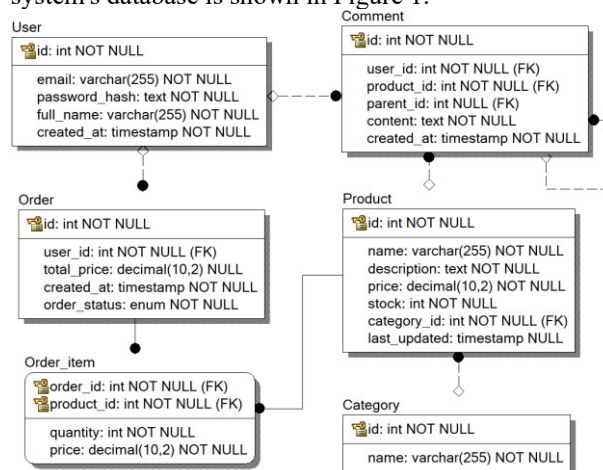 system's database is shown in Figure 1.
User
id: int NOT NULL
email: varchar(255) NOT NULL
password_hash: text NOT NULL
full_name: varchar(255) NOT NULL
created_at: timestamp NOT NULL
Comment
id: int NOT NULL
user_id: int NOT NULL (FK)
product_id: int NOT NULL (FK)
parent_id: int NULL (FK)
content: text NOT NULL
created_at: timestamp NOT NULL
Order
id: int NOT NULL
user_id: int NOT NULL (FK)
total_price: decimal(10,2) NULL
created_at: timestamp NOT NULL
order_status: enum NOT NULL
Product
id: int NOT NULL
name: varchar(255) NOT NULL
description: text NOT NULL
price: decimal(10,2) NOT NULL
stock: int NOT NULL
category_id: int NOT NULL (FK)
last_updated: timestamp NULL
Order_item
order_id: int NOT NULL (FK)
product_id: int NOT NULL (FK)
quantity: int NOT NULL
price: decimal(10,2) NOT NULL
Category
id: int NOT NULL
name: varchar(255) NOT NULL